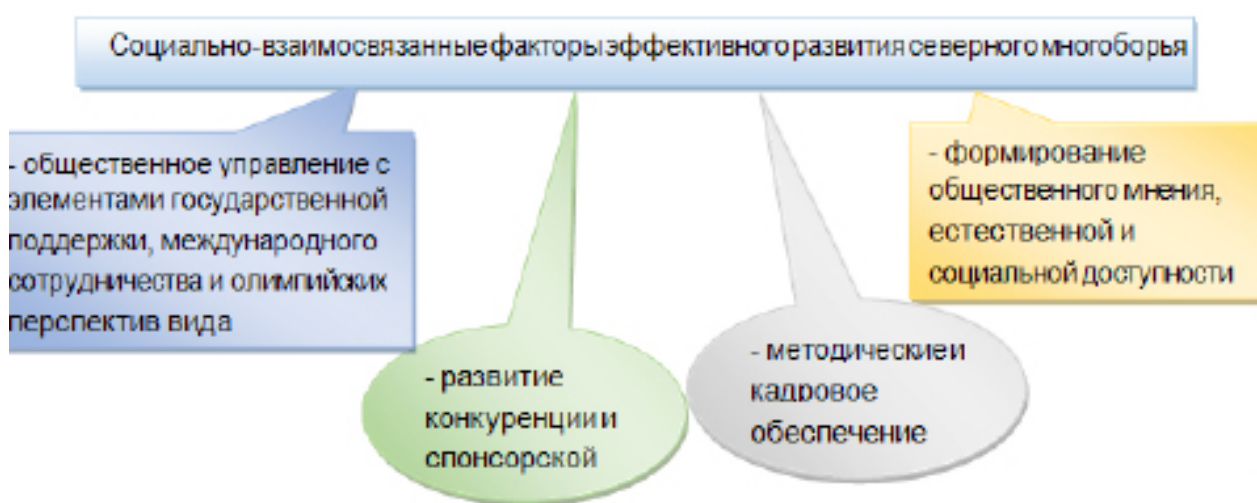 Социально-взаимосвязанные факторы эффективного развития северного многоборья
- общественное управление с
элементами государственной
поддержки, международного
сотрудничества и олимпийских
перспектив вида
- развитие
конкуренции и
спонсорской
- методические и
кадровое
обеспечение
- формирование
общественного мнения,
естественной и
социальной доступности